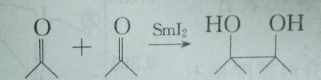 O O HO OH
+ SmI₂